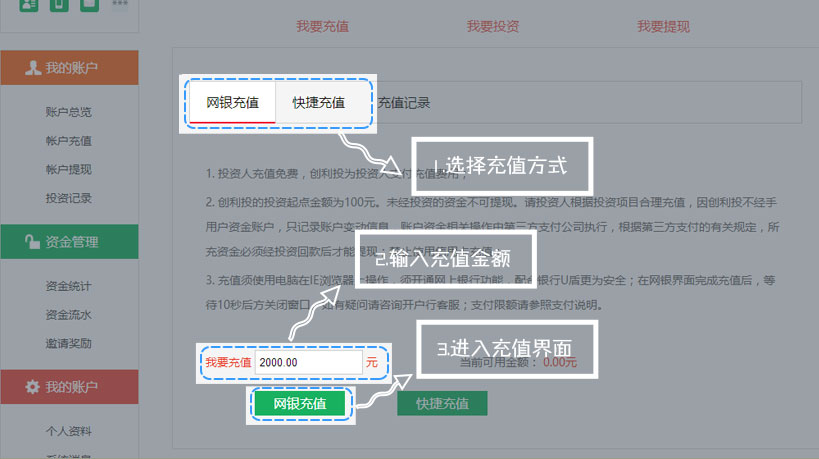 我要充值 我要投资 我要提现
我的账户
账户总览
帐户充值
帐户提现
投资记录
资金管理
资金统计
资金流水
邀请奖励
我的账户
个人资料
系统消息
网银充值 快捷充值 充值记录
1.选择充值方式
1. 投资人充值免费，创利投为投资人支付充值费用；
2. 创利投的投资起点金额为100元。未经投资的资金不可提现。请投资人根据投资项目合理充值，因创利投不经手
用户资金账户，只记录账户变动信息，账户资金相关操作由第三方支付公司执行，根据第三方支付的有关规定，所
充资金必须经投资回款后才能提现；
2.输入充值金额
3. 充值须使用电脑在IE浏览器上操作，须开通网上银行功能，配合银行U盾更为安全；在网银界面完成充值后，等
待10秒后方关闭窗口，如有疑问请咨询开户行客服；支付限额请参照支付说明。
3.进入充值界面
我要充值 2000.00 元 当前可用金额： 0.00元
网银充值 快捷充值